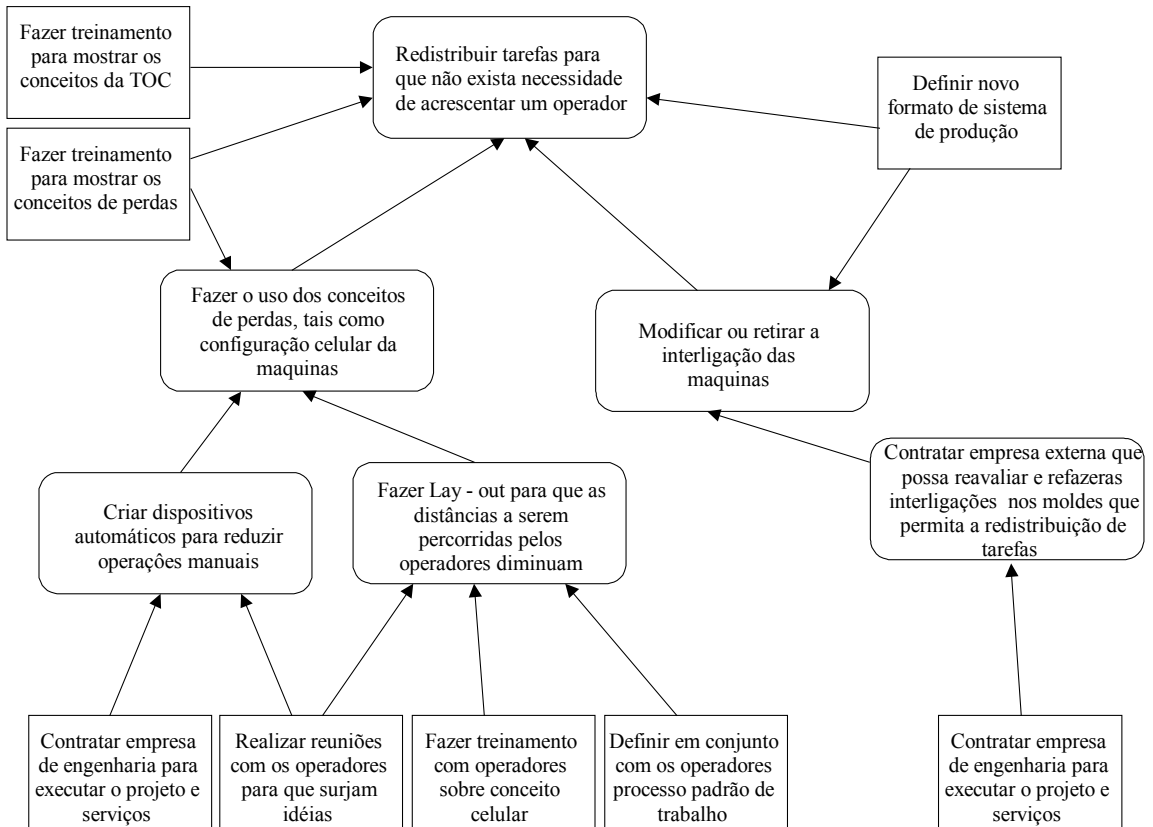 Fazer treinamento
para mostrar os
conceitos da TOC
Redistribuir tarefas para
que não exista necessidade
de acrescentar um operador
Definir novo
formato de sistema
de produção
Fazer treinamento
para mostrar os
conceitos de perdas
Fazer o uso dos conceitos
de perdas, tais como
configuração celular da
maquinas
Modificar ou retirar a
interligação das
maquinas
Contratar empresa externa que
possa reavaliar e refazeras
interligações nos moldes que
permita a redistribuição de
tarefas
Criar dispositivos
automáticos para reduzir
operações manuais
Fazer Lay - out para que as
distâncias a serem
percorridas pelos
operadores diminuam
Contratar empresa
de engenharia para
executar o projeto e
serviços
Realizar reuniões
com os operadores
para que surjam
idéias
Fazer treinamento
com operadores
sobre conceito
celular
Definir em conjunto
com os operadores
processo padrão de
trabalho
Contratar empresa
de engenharia para
executar o projeto e
serviços